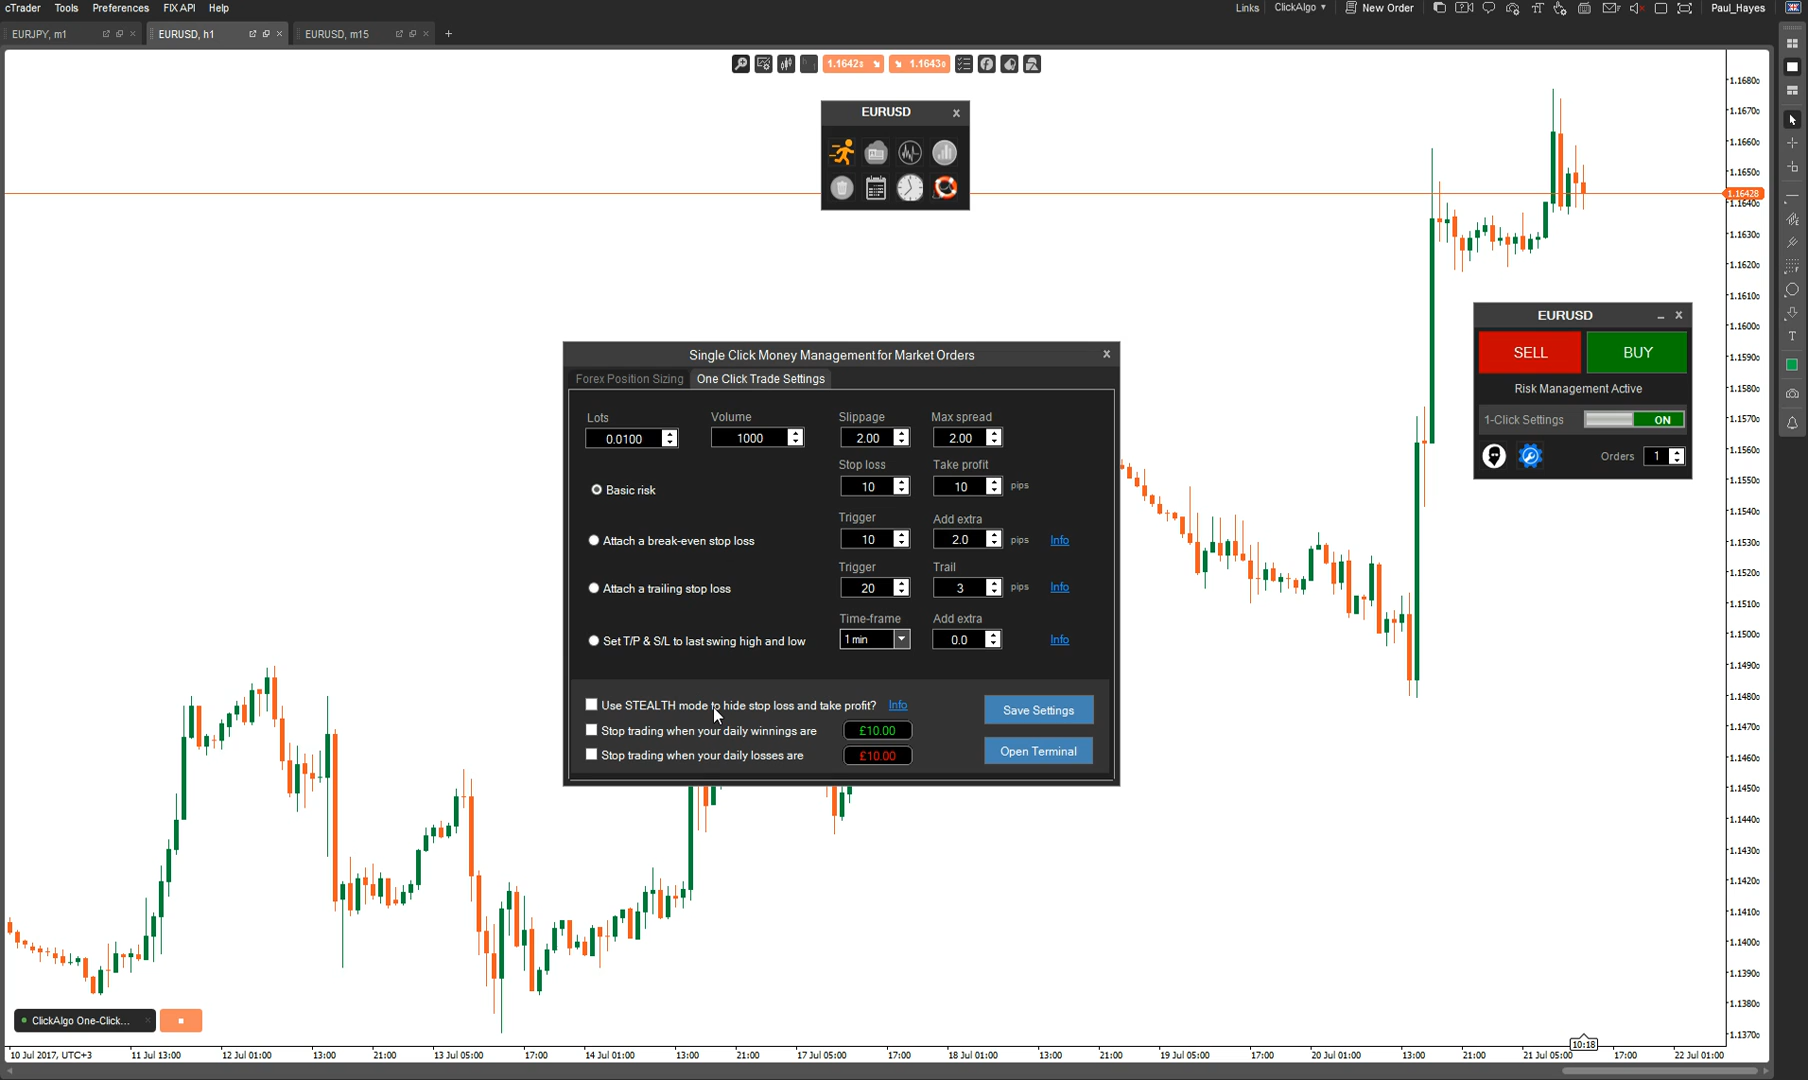 cTrader Tools Preferences FIX API Help
Links ClickAlgo New Order Paul_Hayes
EURJPY, m1 EURUSD, h1 EURUSD, m15 +
1.16428 1.16430
EURUSD x
EURUSD
SELL BUY
Risk Management Active
1-Click Settings ON
Orders 1
Single Click Money Management for Market Orders x
Forex Position Sizing One Click Trade Settings
Lots Volume Slippage Max spread
0.0100 1000 2.00 2.00
Stop loss Take profit
Basic risk 10 10 pips
Trigger Add extra
Attach a break-even stop loss 10 2.0 pips Info
Trigger Trail
Attach a trailing stop loss 20 3 pips Info
Time-frame Add extra
Set T/P & S/L to last swing high and low 1 min 0.0 Info
Use STEALTH mode to hide stop loss and take profit? Info
Stop trading when your daily winnings are £10.00
Stop trading when your daily losses are £10.00
Save Settings
Open Terminal
1.16800
1.16700
1.16600
1.16500
1.16428
1.16400
1.16300
1.16200
1.16100
1.16000
1.15900
1.15800
1.15700
1.15600
1.15500
1.15400
1.15300
1.15200
1.15100
1.15000
1.14900
1.14800
1.14700
1.14600
1.14500
1.14400
1.14300
1.14200
1.14100
1.14000
1.13900
1.13800
1.13700
ClickAlgo One-Click...
10:18
10 Jul 2017, UTC+3 11 Jul 13:00 12 Jul 01:00 13:00 21:00 13 Jul 05:00 17:00 14 Jul 01:00 13:00 21:00 17 Jul 05:00 17:00 18 Jul 01:00 13:00 21:00 19 Jul 05:00 17:00 20 Jul 01:00 13:00 21:00 21 Jul 05:00 17:00 22 Jul 01:00